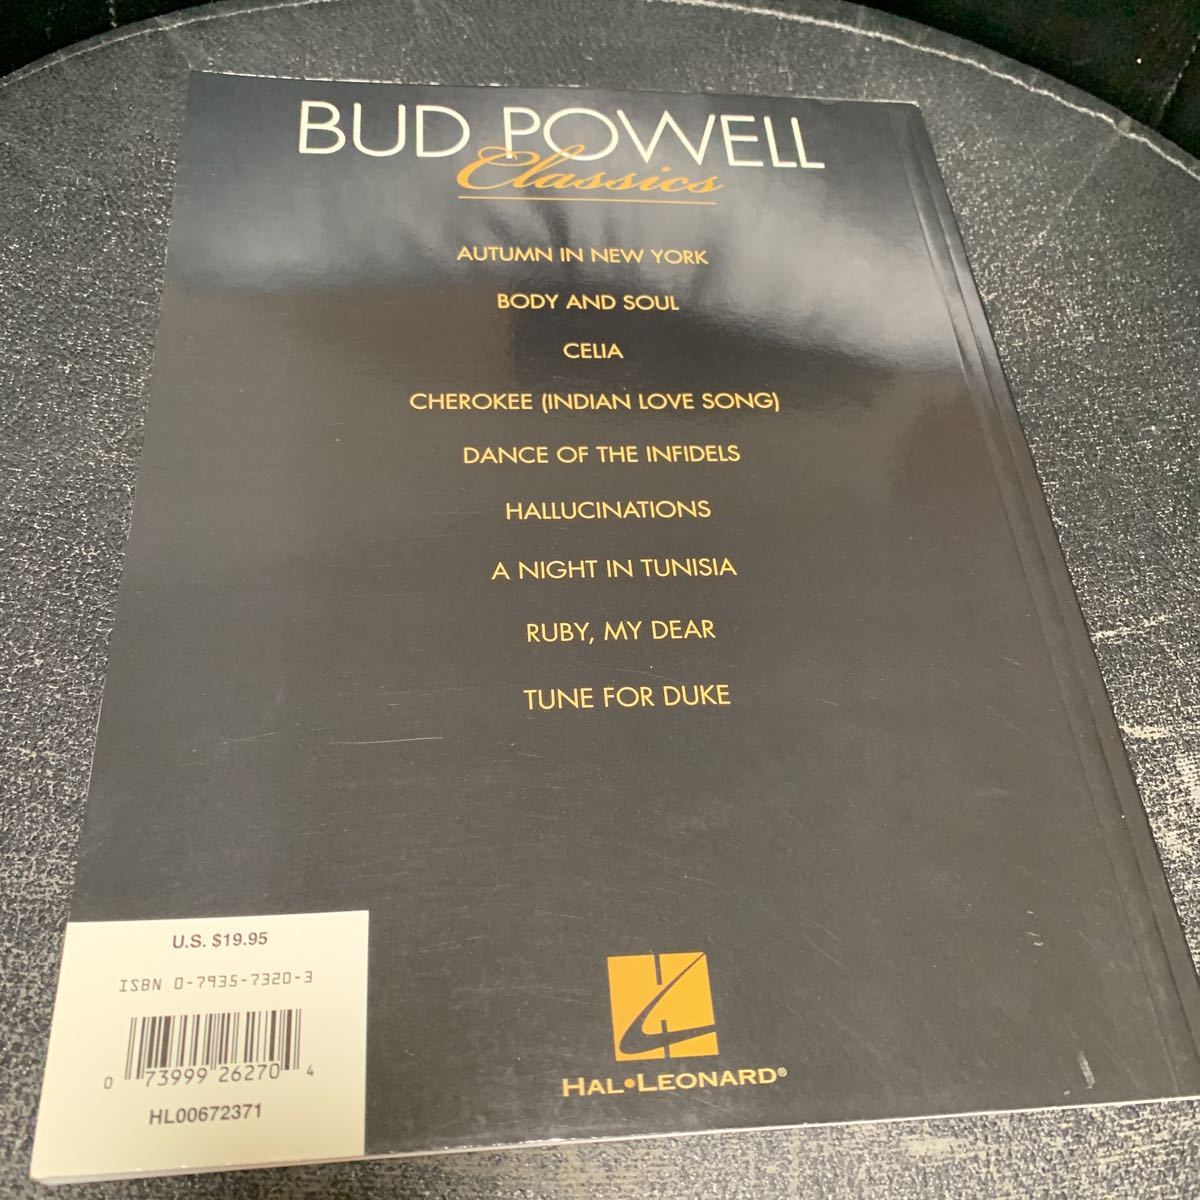 BUD POWELL
Classics
AUTUMN IN NEW YORK
BODY AND SOUL
CELIA
CHEROKEE (INDIAN LOVE SONG)
DANCE OF THE INFIDELS
HALLUCINATIONS
A NIGHT IN TUNISIA
RUBY, MY DEAR
TUNE FOR DUKE
U.S. $19.95
ISBN 0-7935-7320-3
0 73999 26270 4
HL00672371
HAL•LEONARD®